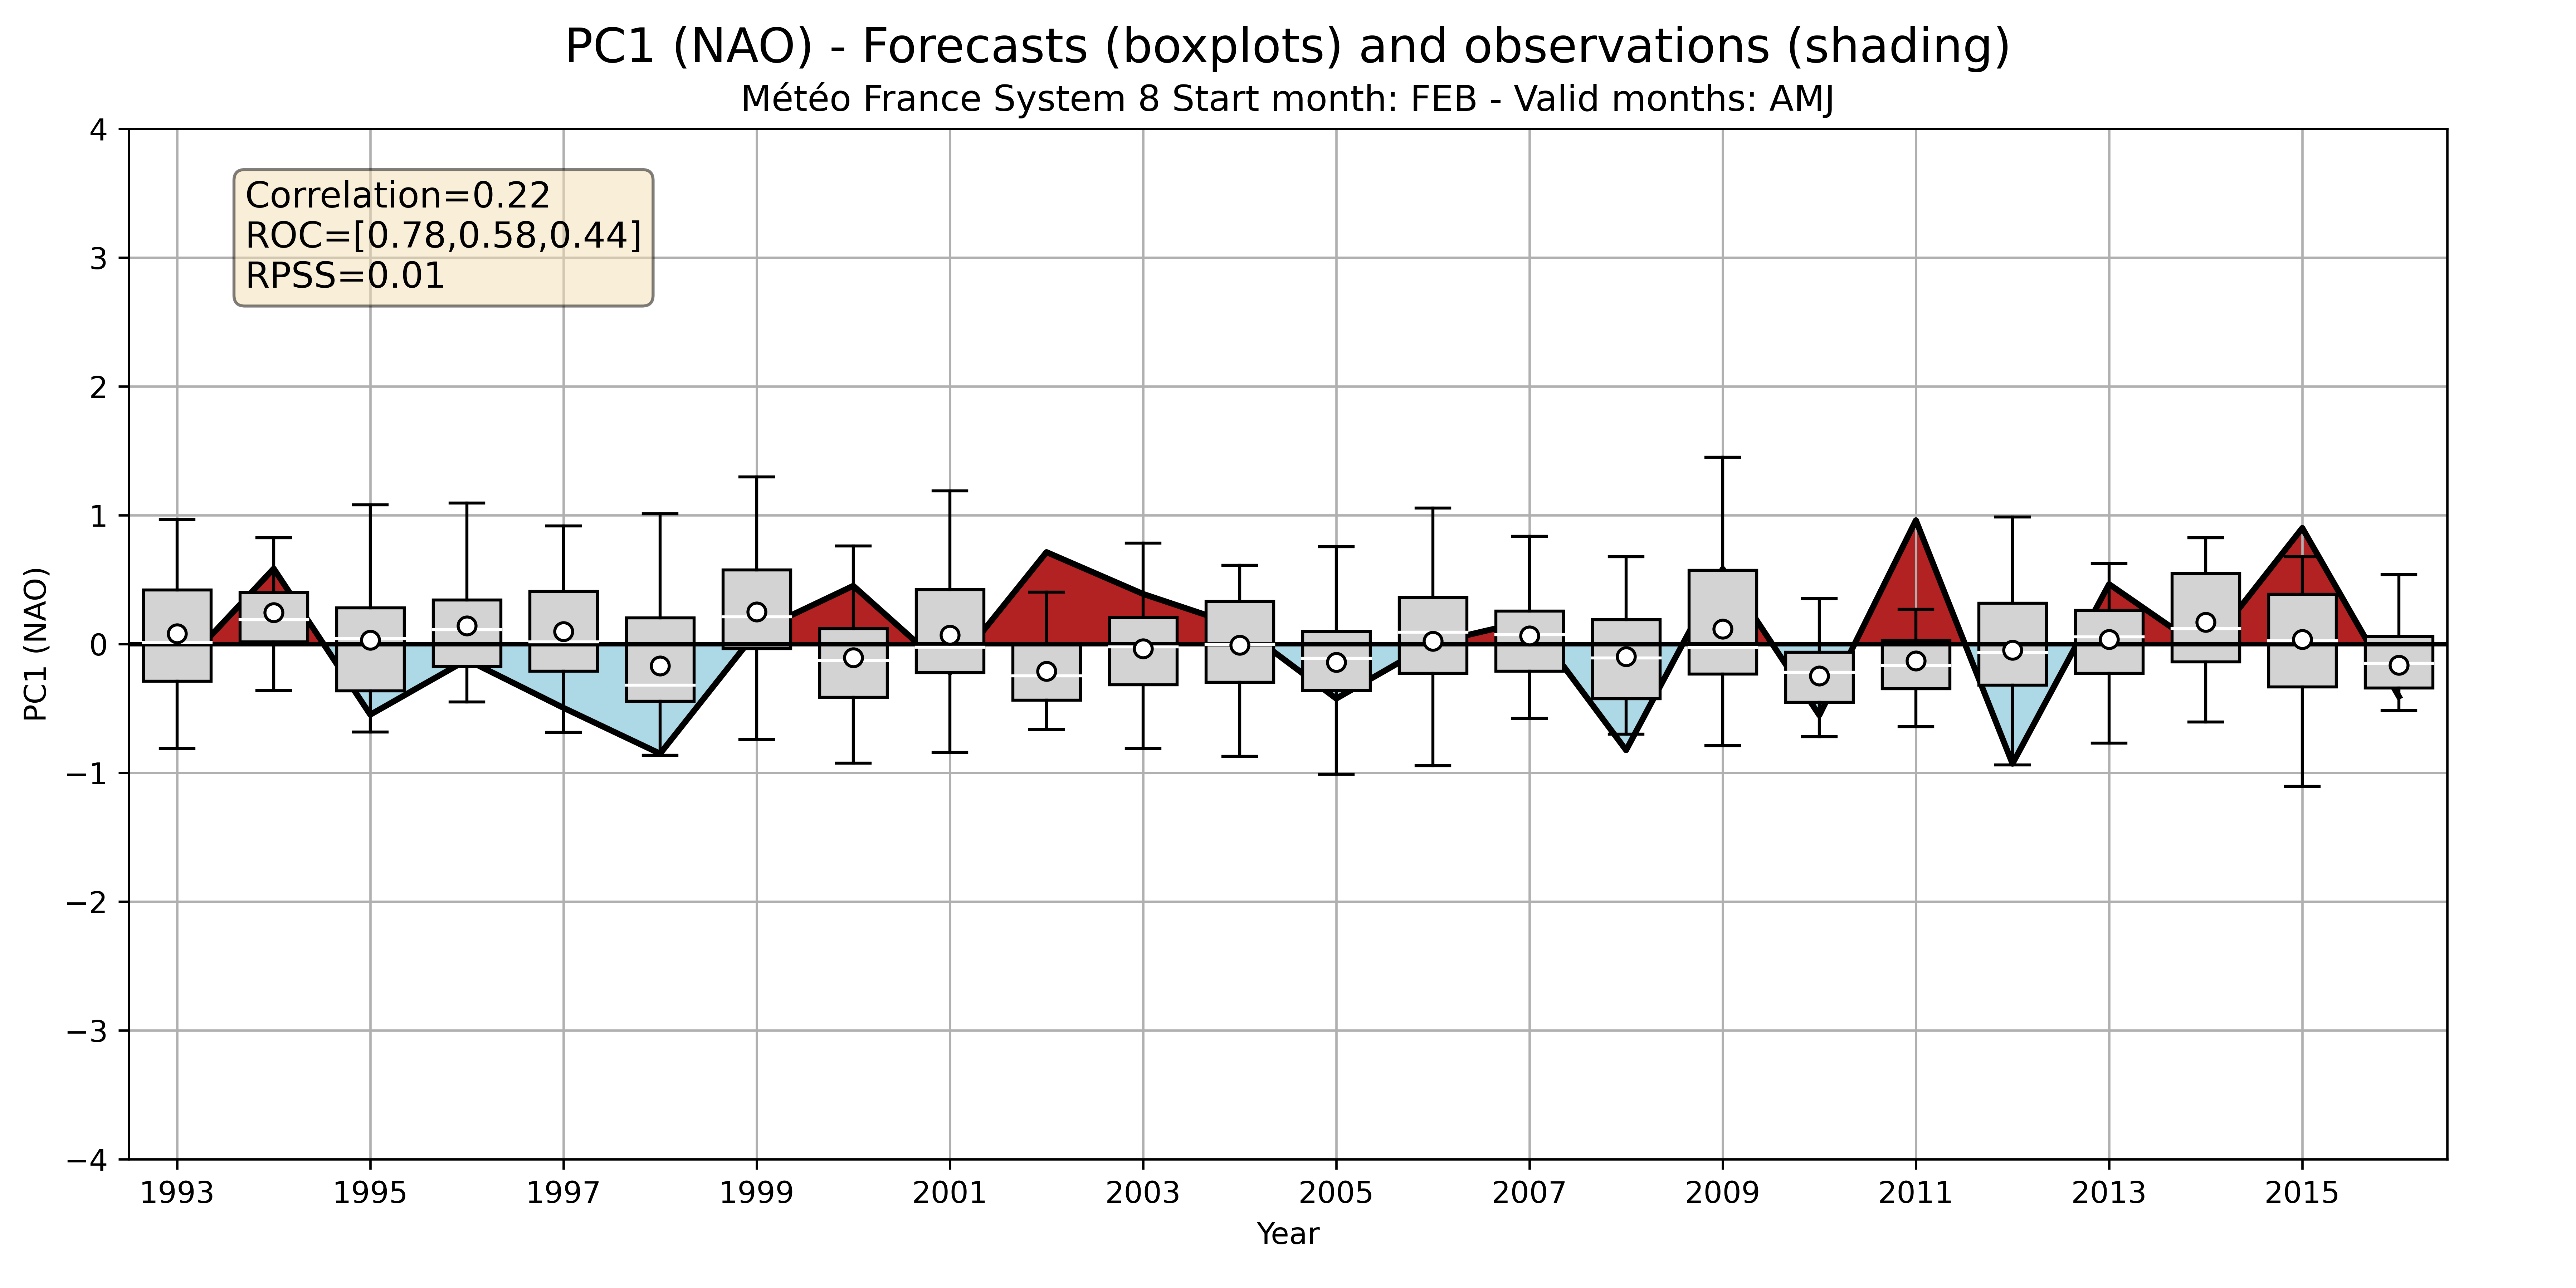 PC1 (NAO) - Forecasts (boxplots) and observations (shading)
Météo France System 8 Start month: FEB - Valid months: AMJ
Correlation=0.22
ROC=[0.78,0.58,0.44]
RPSS=0.01
PC1 (NAO)
4
3
2
1
0
−1
−2
−3
−4
1993 1995 1997 1999 2001 2003 2005 2007 2009 2011 2013 2015
Year